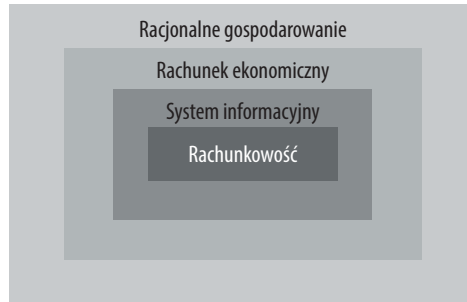 Racjonalne gospodarowanie
Rachunek ekonomiczny
System informacyjny
Rachunkowość